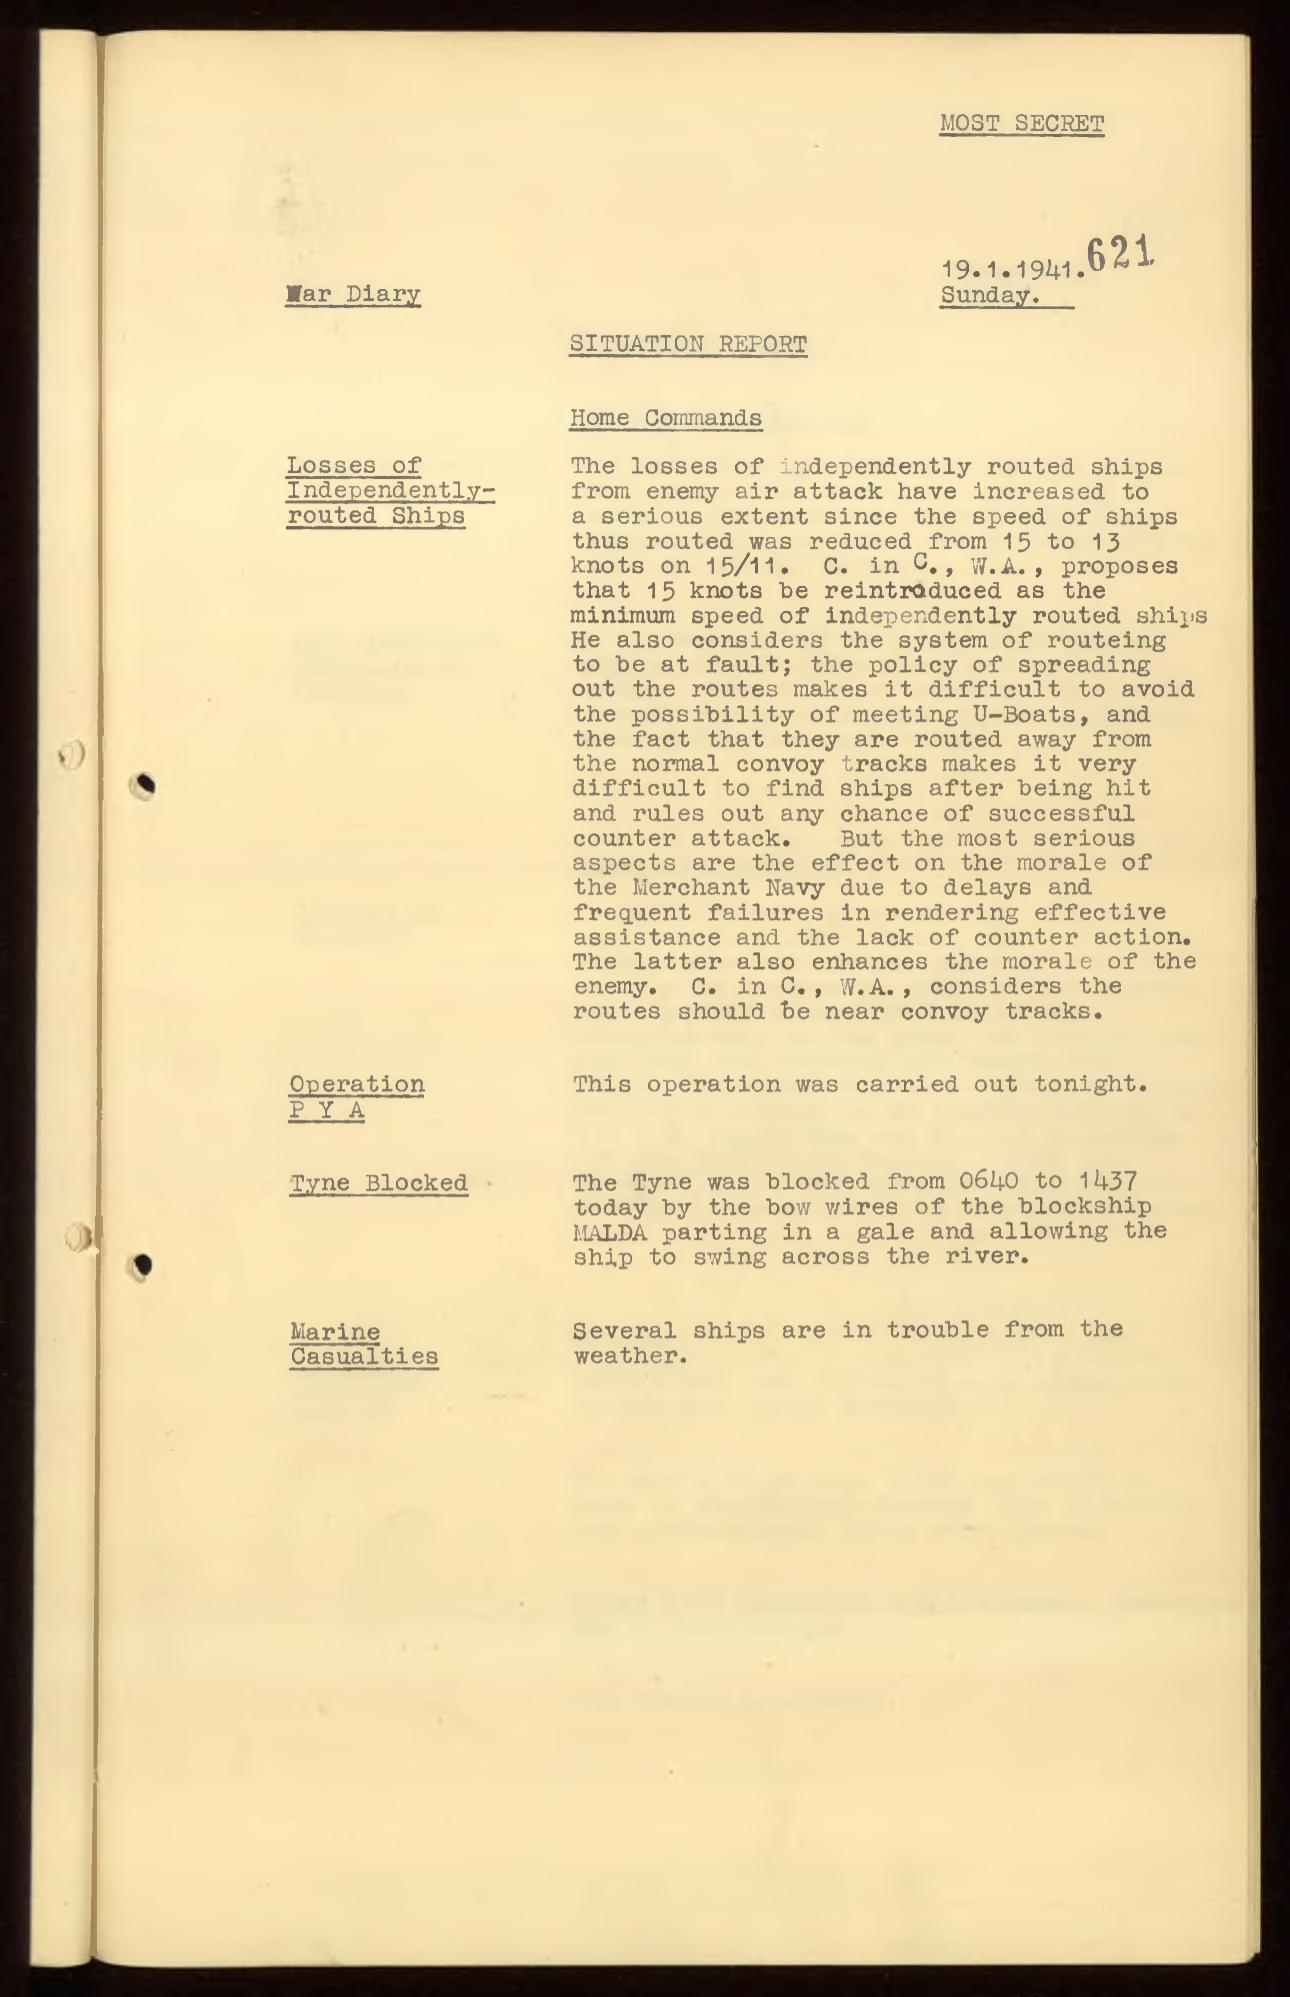 MOST SECRET
621
19.1.1941.
War Diary
Sunday.
SITUATION REPORT
Home Commands
Losses of
Independently-
routed Ships
The losses of independently routed ships
from enemy air attack have increased to
a serious extent since the speed of ships
thus routed was reduced from 15 to 13
knots on 15/11.   C. in C., W.A., proposes
that 15 knots be reintroduced as the
minimum speed of independently routed ships
He also considers the system of routeing
to be at fault; the policy of spreading
out the routes makes it difficult to avoid
the possibility of meeting U-Boats, and
the fact that they are routed away from
the normal convoy tracks makes it very
difficult to find ships after being hit
and rules out any chance of successful
counter attack.   But the most serious
aspects are the effect on the morale of
the Merchant Navy due to delays and
frequent failures in rendering effective
assistance and the lack of counter action.
The latter also enhances the morale of the
enemy.   C. in C., W.A., considers the
routes should be near convoy tracks.
Operation
P Y A
This operation was carried out tonight.
Tyne Blocked
The Tyne was blocked from 0640 to 1437
today by the bow wires of the blockship
MALDA parting in a gale and allowing the
ship to swing across the river.
Marine
Casualties
Several ships are in trouble from the
weather.